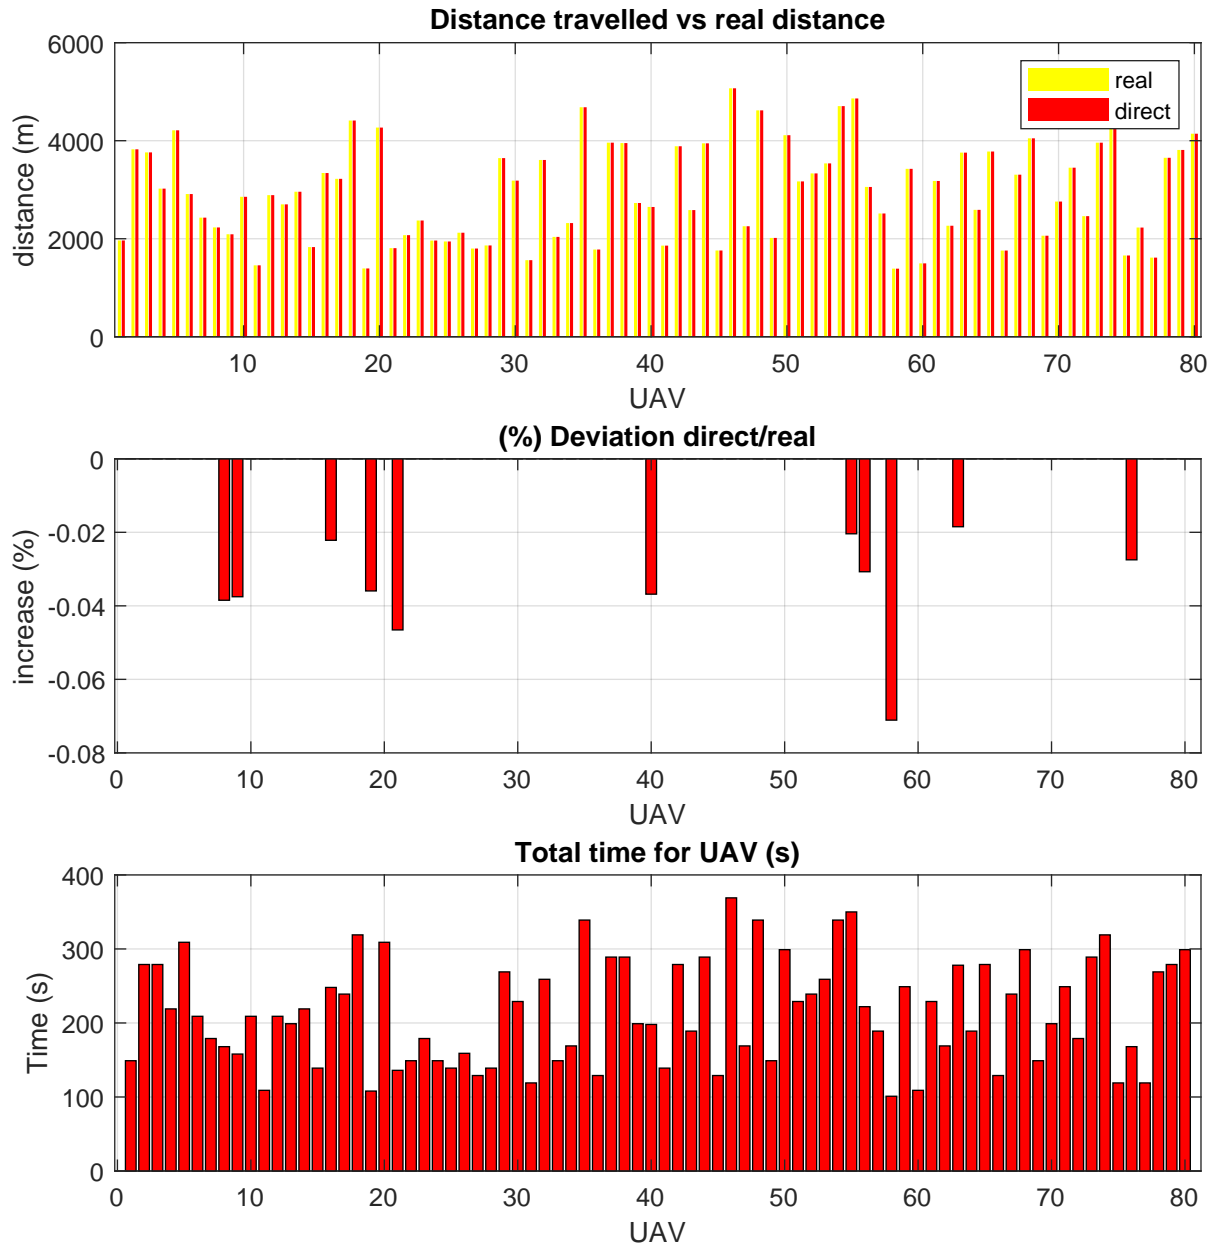 Distance travelled vs real distance
6000
4000
2000
0
distance (m)
real
direct
10 20 30 40 50 60 70 80
UAV
(%) Deviation direct/real
0
-0.02
-0.04
-0.06
-0.08
increase (%)
0 10 20 30 40 50 60 70 80
UAV
Total time for UAV (s)
400
300
200
100
0
Time (s)
0 10 20 30 40 50 60 70 80
UAV